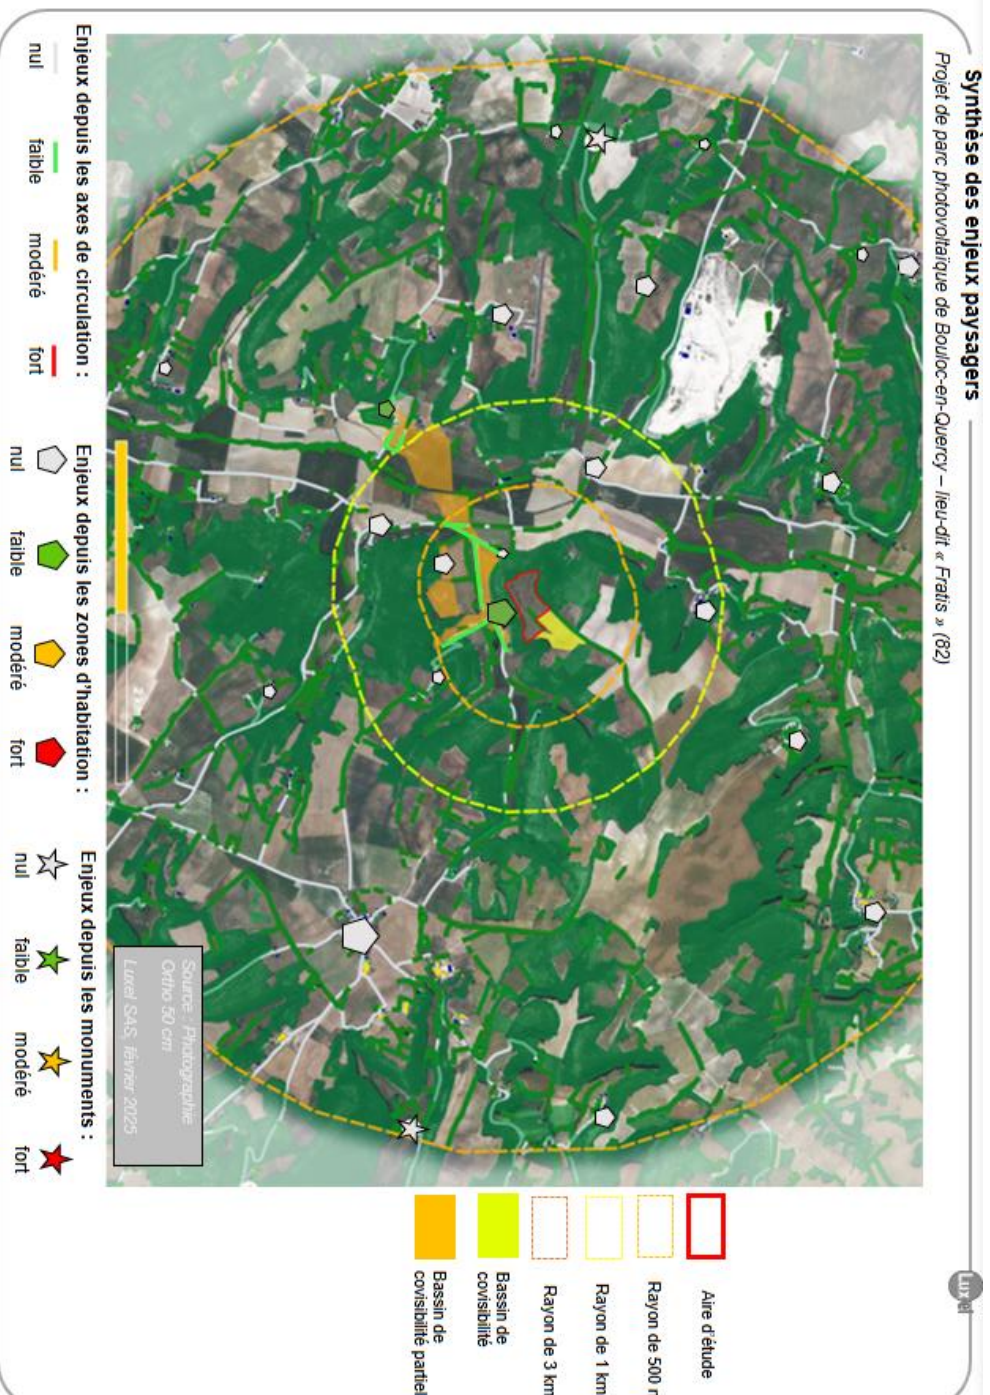 Synthèse des enjeux paysagers
Projet de parc photovoltaïque de Bouloc-en-Quercy – lieu-dit « Fratis » (82)
Luxel
Aire d'étude
Rayon de 500 m
Rayon de 1 km
Rayon de 3 km
Bassin de
covisibilité
Bassin de
covisibilité partiel
Source : Photographie
Ortho 50 cm
Luxel SAS, février 2025
Enjeux depuis les axes de circulation :
nul
faible
modéré
fort
Enjeux depuis les zones d'habitation :
nul
faible
modéré
fort
Enjeux depuis les monuments :
nul
faible
modéré
fort